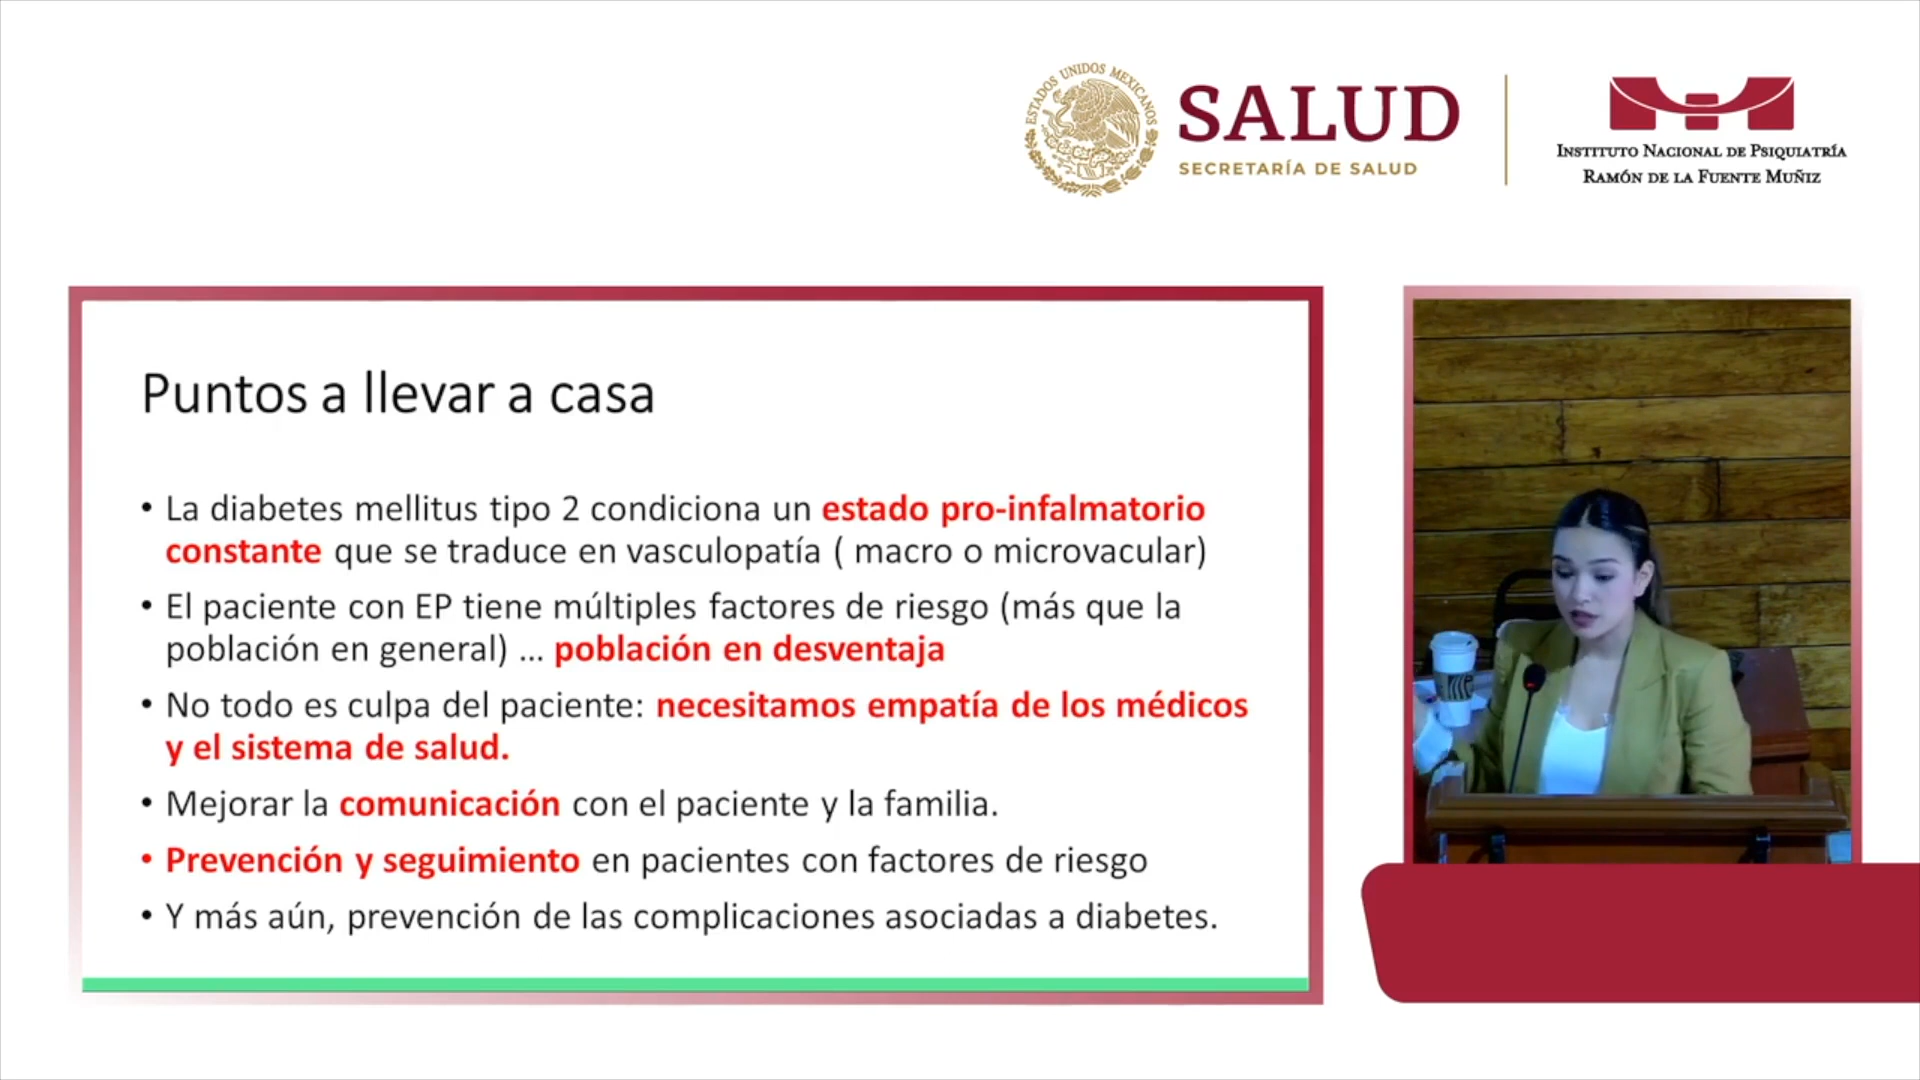 ESTADOS UNIDOS MEXICANOS
SALUD
SECRETARÍA DE SALUD
INSTITUTO NACIONAL DE PSIQUIATRÍA
RAMÓN DE LA FUENTE MUÑIZ
Puntos a llevar a casa
• La diabetes mellitus tipo 2 condiciona un estado pro-infalmatorio
constante que se traduce en vasculopatía ( macro o microvacular)
• El paciente con EP tiene múltiples factores de riesgo (más que la
población en general) ... población en desventaja
• No todo es culpa del paciente: necesitamos empatía de los médicos
y el sistema de salud.
• Mejorar la comunicación con el paciente y la familia.
• Prevención y seguimiento en pacientes con factores de riesgo
• Y más aún, prevención de las complicaciones asociadas a diabetes.